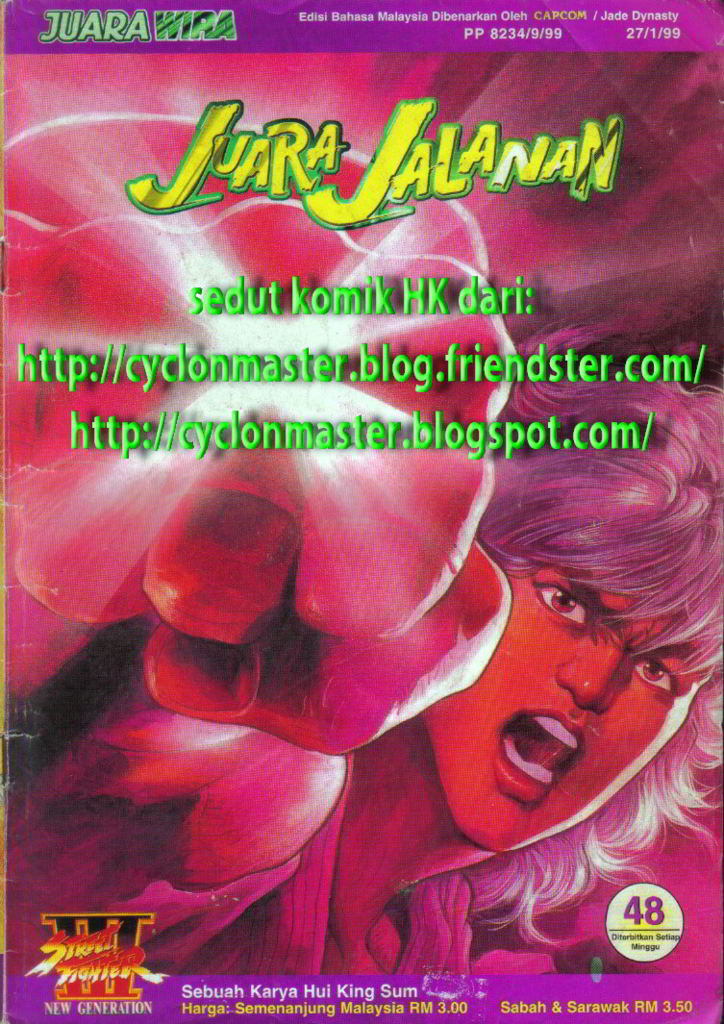 JUARA WIRA
Edisi Bahasa Malaysia Dibenarkan Oleh CAPCOM / Jade Dynasty
PP 8234/9/99 27/1/99
JUARA JALANAN
sedut komik HK dari:
http://cyclonmaster.blog.friendster.com/
http://cyclonmaster.blogspot.com/
48
Diterbitkan Setiap
Minggu
III
STREET
FIGHTER
NEW GENERATION
Sebuah Karya Hui King Sum
Harga: Semenanjung Malaysia RM 3.00 Sabah & Sarawak RM 3.50